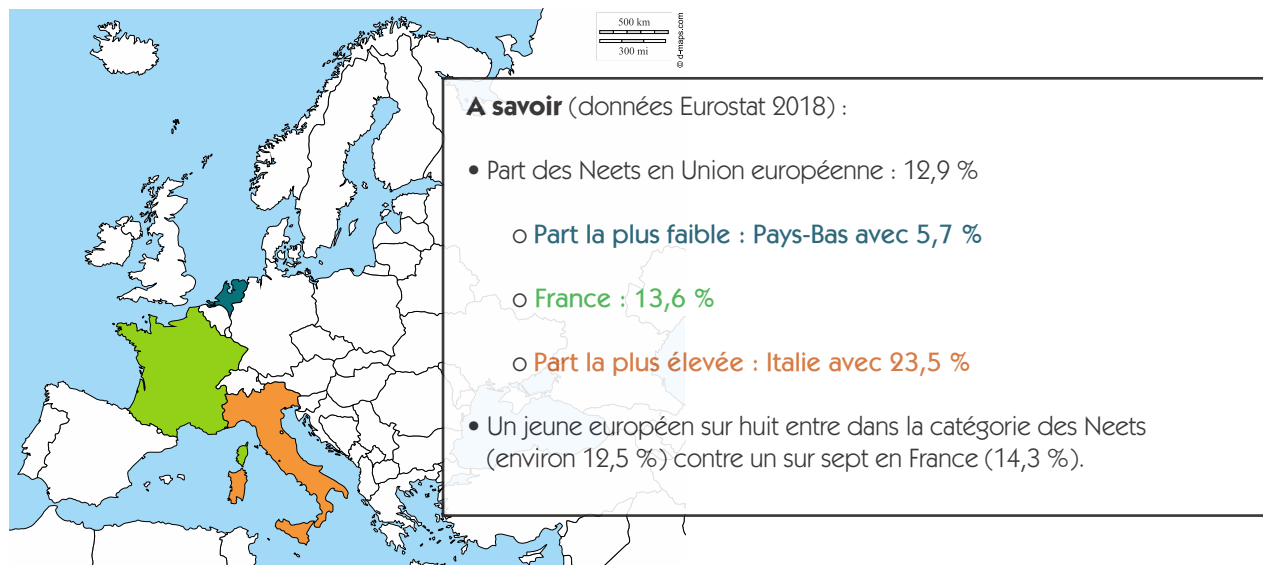 500 km
300 mi
© d-maps.com
A savoir (données Eurostat 2018) :
• Part des Neets en Union européenne : 12,9 %
○ Part la plus faible : Pays-Bas avec 5,7 %
○ France : 13,6 %
○ Part la plus élevée : Italie avec 23,5 %
• Un jeune européen sur huit entre dans la catégorie des Neets
(environ 12,5 %) contre un sur sept en France (14,3 %).